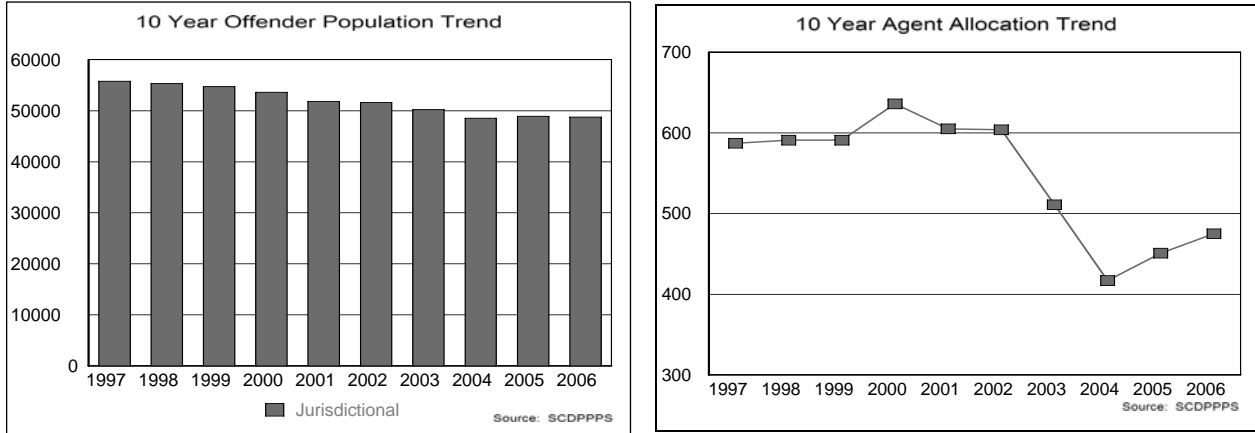 10 Year Offender Population Trend
60000
50000
40000
30000
20000
10000
0
1997 1998 1999 2000 2001 2002 2003 2004 2005 2006
Jurisdictional
Source: SCDPPPS
10 Year Agent Allocation Trend
700
600
500
400
300
1997 1998 1999 2000 2001 2002 2003 2004 2005 2006
Source: SCDPPPS